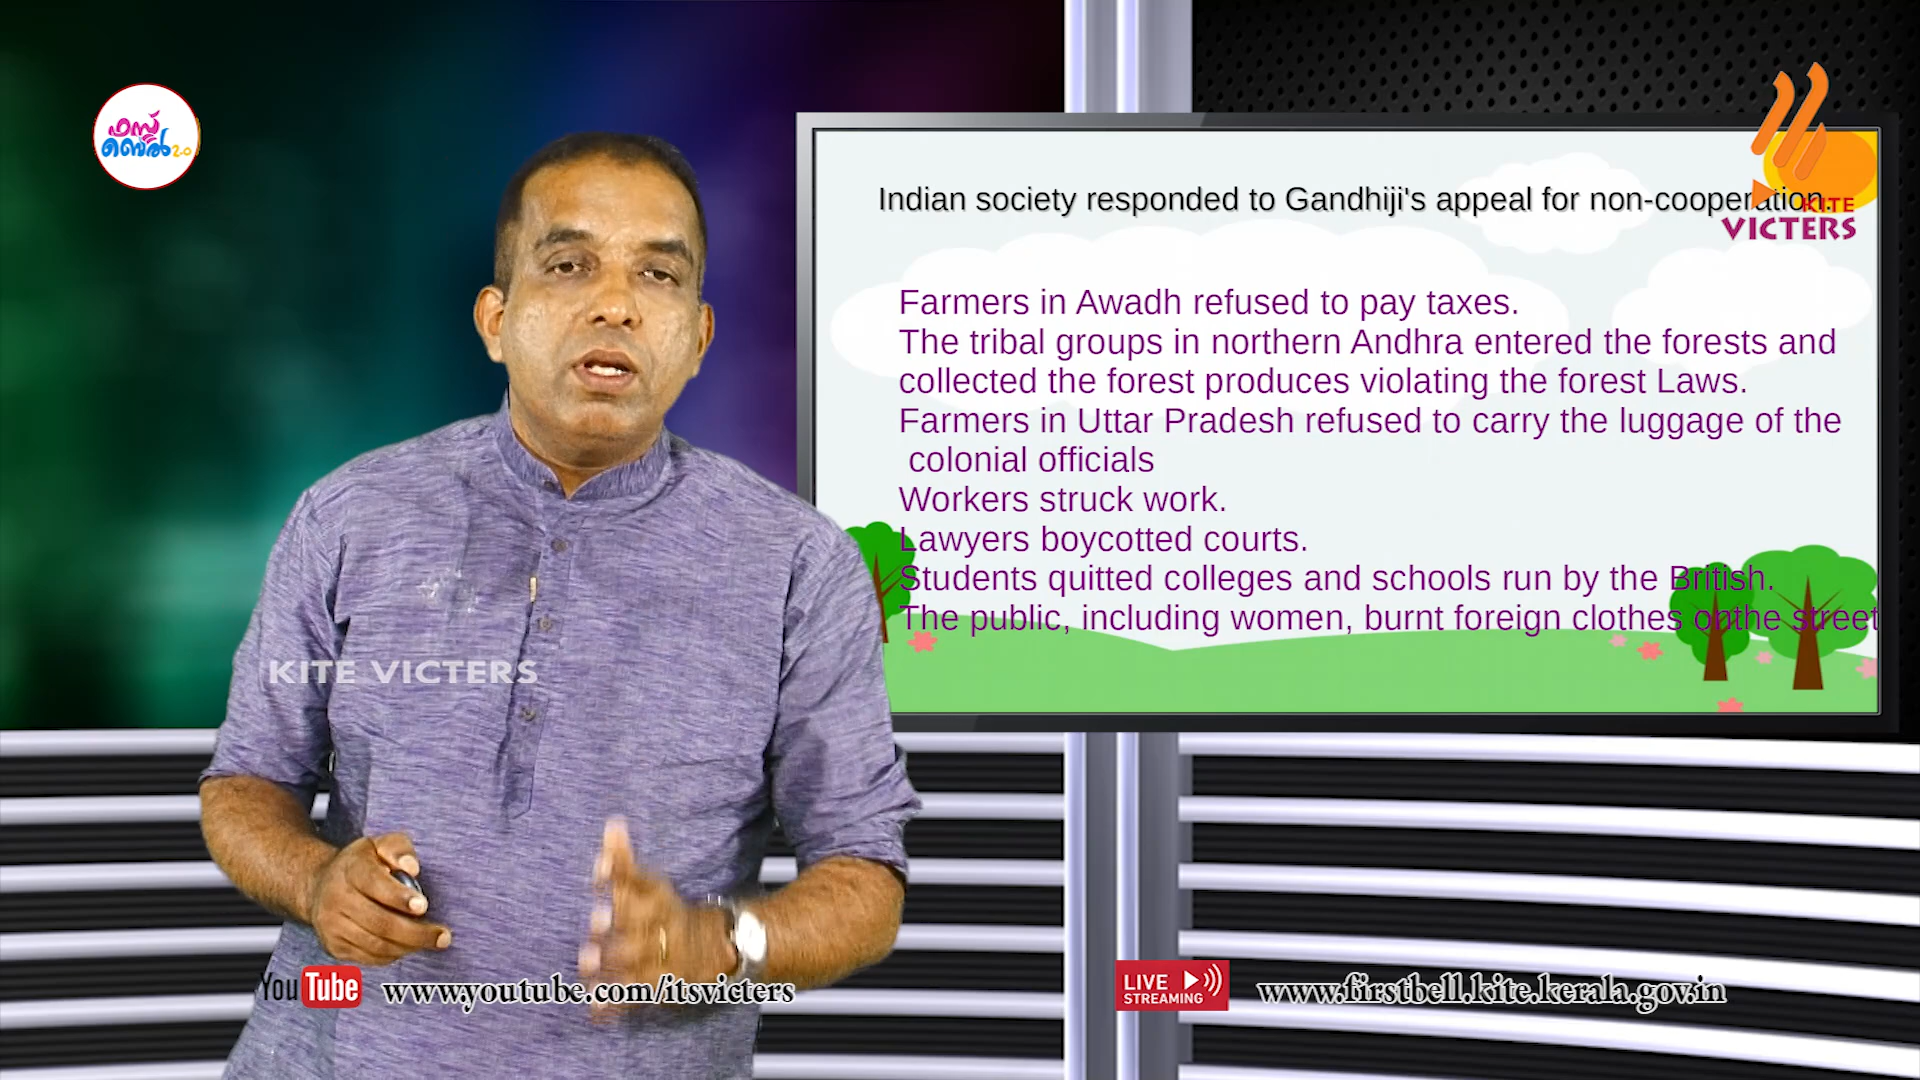 ഫസ്റ്റ്
ബെൽ 2.0
Indian society responded to Gandhiji's appeal for non-cooperation.
KITE
VICTERS
Farmers in Awadh refused to pay taxes.
The tribal groups in northern Andhra entered the forests and
collected the forest produces violating the forest Laws.
Farmers in Uttar Pradesh refused to carry the luggage of the
colonial officials
Workers struck work.
Lawyers boycotted courts.
Students quitted colleges and schools run by the British.
The public, including women, burnt foreign clothes onthe street
KITE VICTERS
YouTube www.youtube.com/itsvicters
LIVE STREAMING www.firstbell.kite.kerala.gov.in